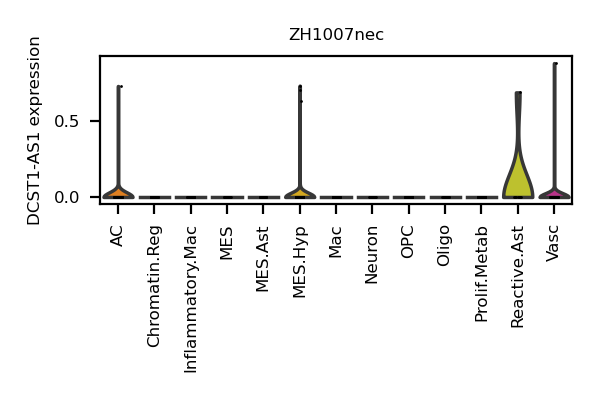 ZH1007nec
DCST1-AS1 expression
0.5
0.0
AC
Chromatin.Reg
Inflammatory.Mac
MES
MES.Ast
MES.Hyp
Mac
Neuron
OPC
Oligo
Prolif.Metab
Reactive.Ast
Vasc